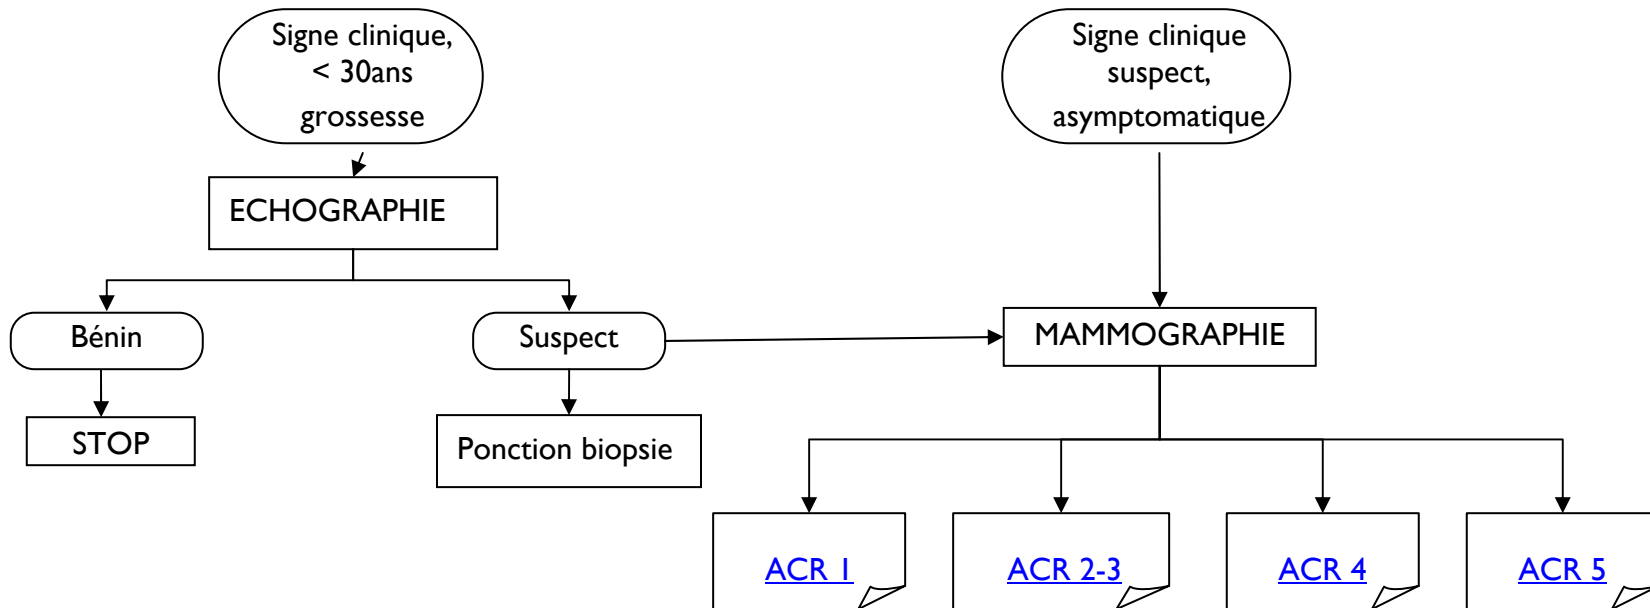 Signe clinique,
< 30ans
grossesse
Signe clinique
suspect,
asymptomatique
ECHOGRAPHIE
Bénin
Suspect
MAMMOGRAPHIE
STOP
Ponction biopsie
ACR 1
ACR 2-3
ACR 4
ACR 5